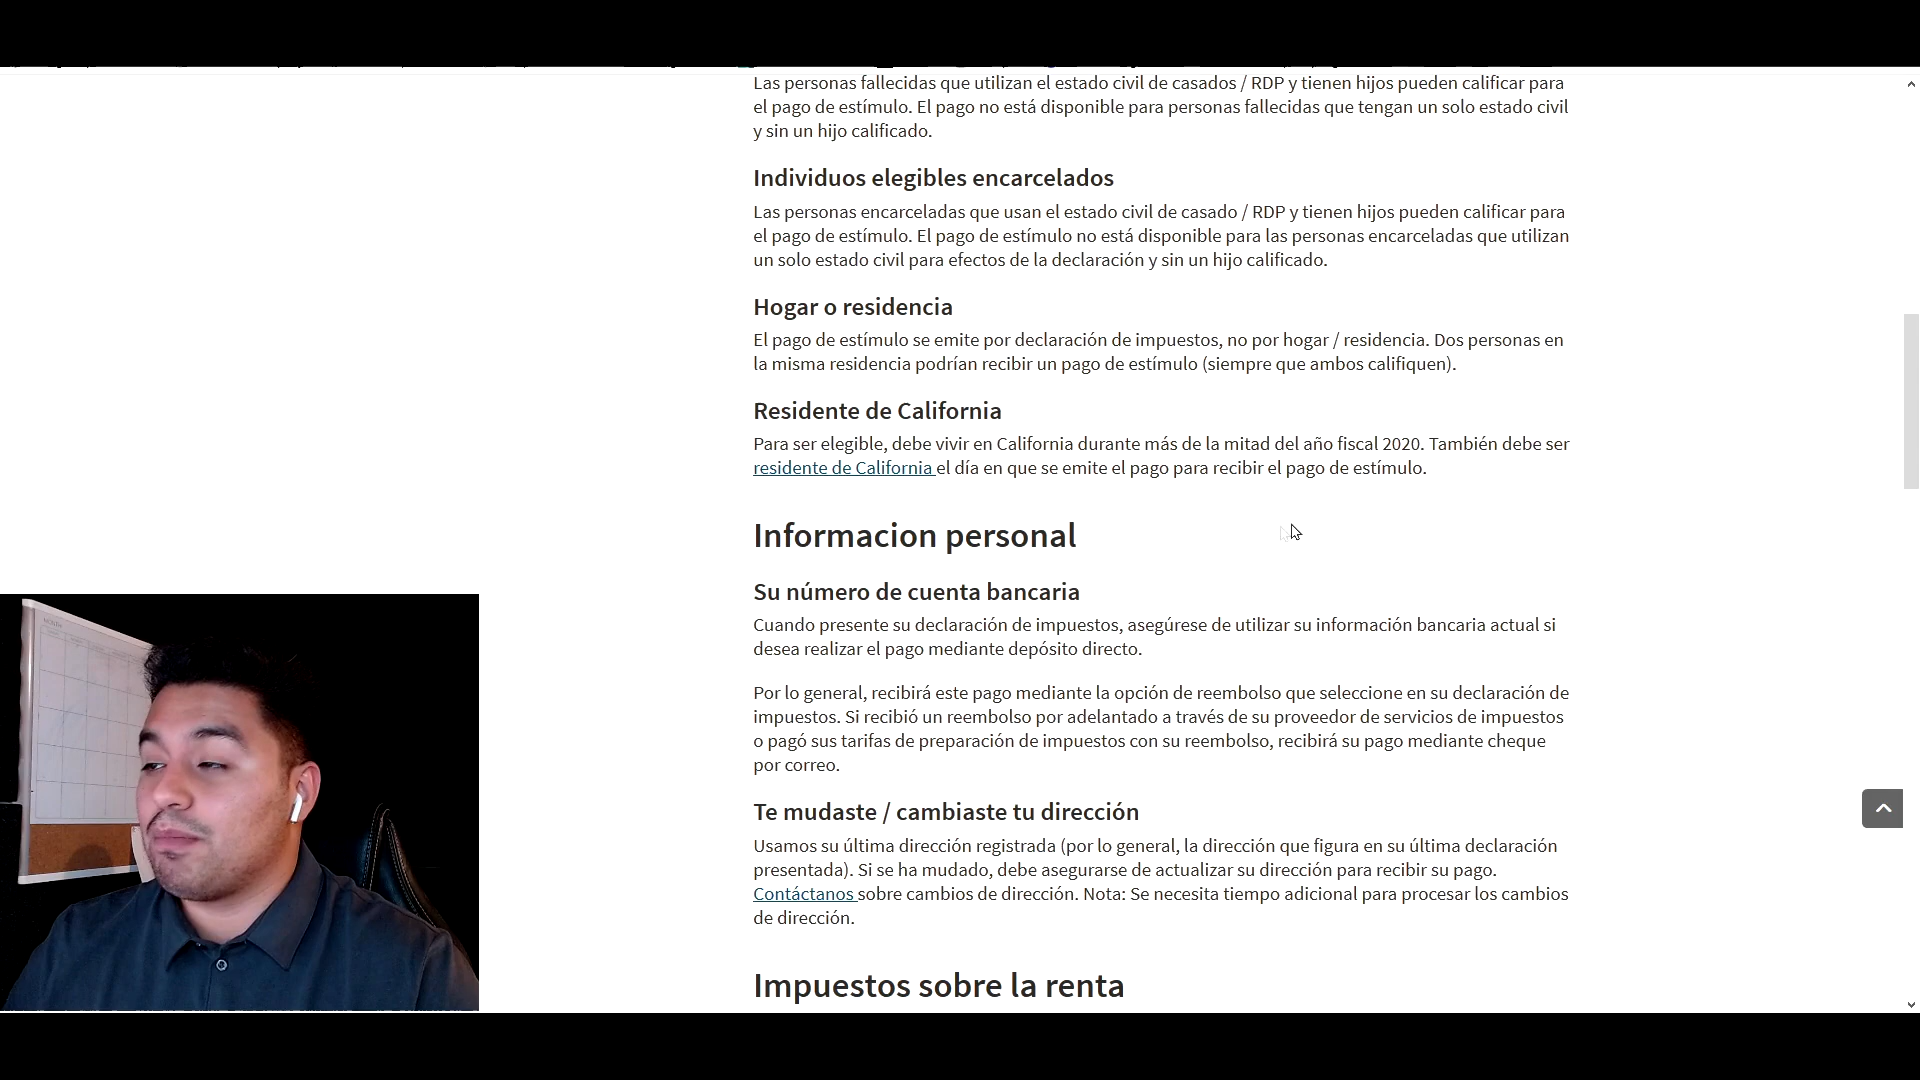 Las personas fallecidas que utilizan el estado civil de casados / RDP y tienen hijos pueden calificar para
el pago de estímulo. El pago no está disponible para personas fallecidas que tengan un solo estado civil
y sin un hijo calificado.
Individuos elegibles encarcelados
Las personas encarceladas que usan el estado civil de casado / RDP y tienen hijos pueden calificar para
el pago de estímulo. El pago de estímulo no está disponible para las personas encarceladas que utilizan
un solo estado civil para efectos de la declaración y sin un hijo calificado.
Hogar o residencia
El pago de estímulo se emite por declaración de impuestos, no por hogar / residencia. Dos personas en
la misma residencia podrían recibir un pago de estímulo (siempre que ambos califiquen).
Residente de California
Para ser elegible, debe vivir en California durante más de la mitad del año fiscal 2020. También debe ser
residente de California el día en que se emite el pago para recibir el pago de estímulo.
Informacion personal
Su número de cuenta bancaria
Cuando presente su declaración de impuestos, asegúrese de utilizar su información bancaria actual si
desea realizar el pago mediante depósito directo.
Por lo general, recibirá este pago mediante la opción de reembolso que seleccione en su declaración de
impuestos. Si recibió un reembolso por adelantado a través de su proveedor de servicios de impuestos
o pagó sus tarifas de preparación de impuestos con su reembolso, recibirá su pago mediante cheque
por correo.
Te mudaste / cambiaste tu dirección
Usamos su última dirección registrada (por lo general, la dirección que figura en su última declaración
presentada). Si se ha mudado, debe asegurarse de actualizar su dirección para recibir su pago.
Contáctanos sobre cambios de dirección. Nota: Se necesita tiempo adicional para procesar los cambios
de dirección.
Impuestos sobre la renta